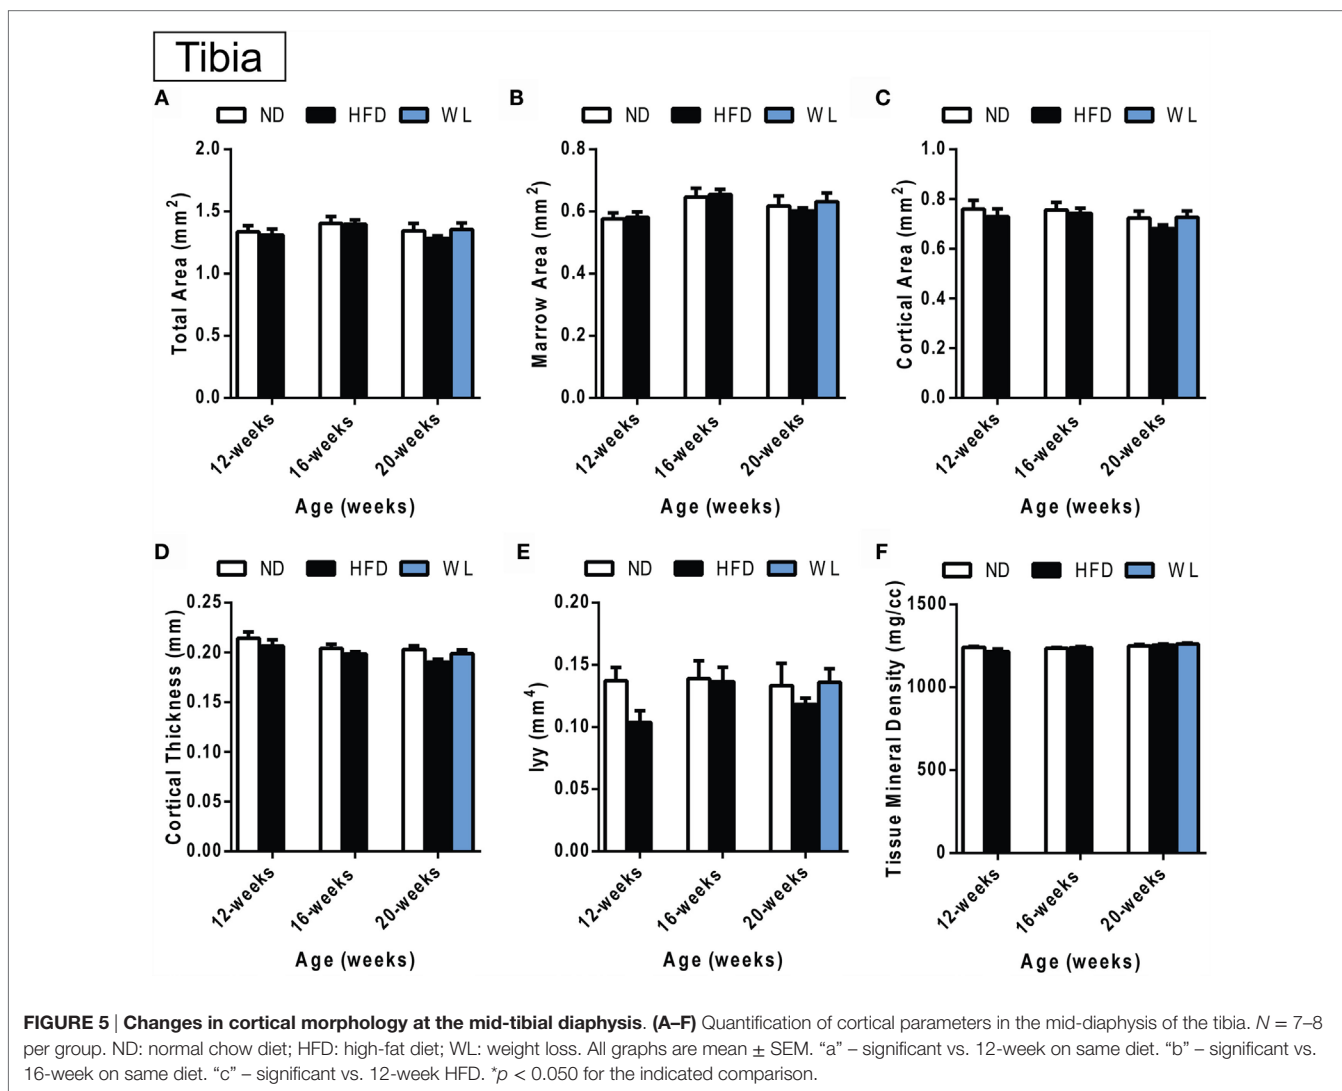 Tibia
A
ND HFD WL
Total Area (mm²)
2.0
1.5
1.0
0.5
0.0
12-weeks
16-weeks
20-weeks
Age (weeks)
B
ND HFD WL
Marrow Area (mm²)
0.8
0.6
0.4
0.2
0.0
12-weeks
16-weeks
20-weeks
Age (weeks)
C
ND HFD WL
Cortical Area (mm²)
1.0
0.8
0.6
0.4
0.2
0.0
12-weeks
16-weeks
20-weeks
Age (weeks)
D
ND HFD WL
Cortical Thickness (mm)
0.25
0.20
0.15
0.10
0.05
0.00
12-weeks
16-weeks
20-weeks
Age (weeks)
E
ND HFD WL
Iyy (mm⁴)
0.20
0.15
0.10
0.05
0.00
12-weeks
16-weeks
20-weeks
Age (weeks)
F
ND HFD WL
Tissue Mineral Density (mg/cc)
1500
1000
500
0
12-weeks
16-weeks
20-weeks
Age (weeks)
FIGURE 5 | Changes in cortical morphology at the mid-tibial diaphysis. (A–F) Quantification of cortical parameters in the mid-diaphysis of the tibia. N = 7–8
per group. ND: normal chow diet; HFD: high-fat diet; WL: weight loss. All graphs are mean ± SEM. “a” – significant vs. 12-week on same diet. “b” – significant vs.
16-week on same diet. “c” – significant vs. 12-week HFD. *p < 0.050 for the indicated comparison.